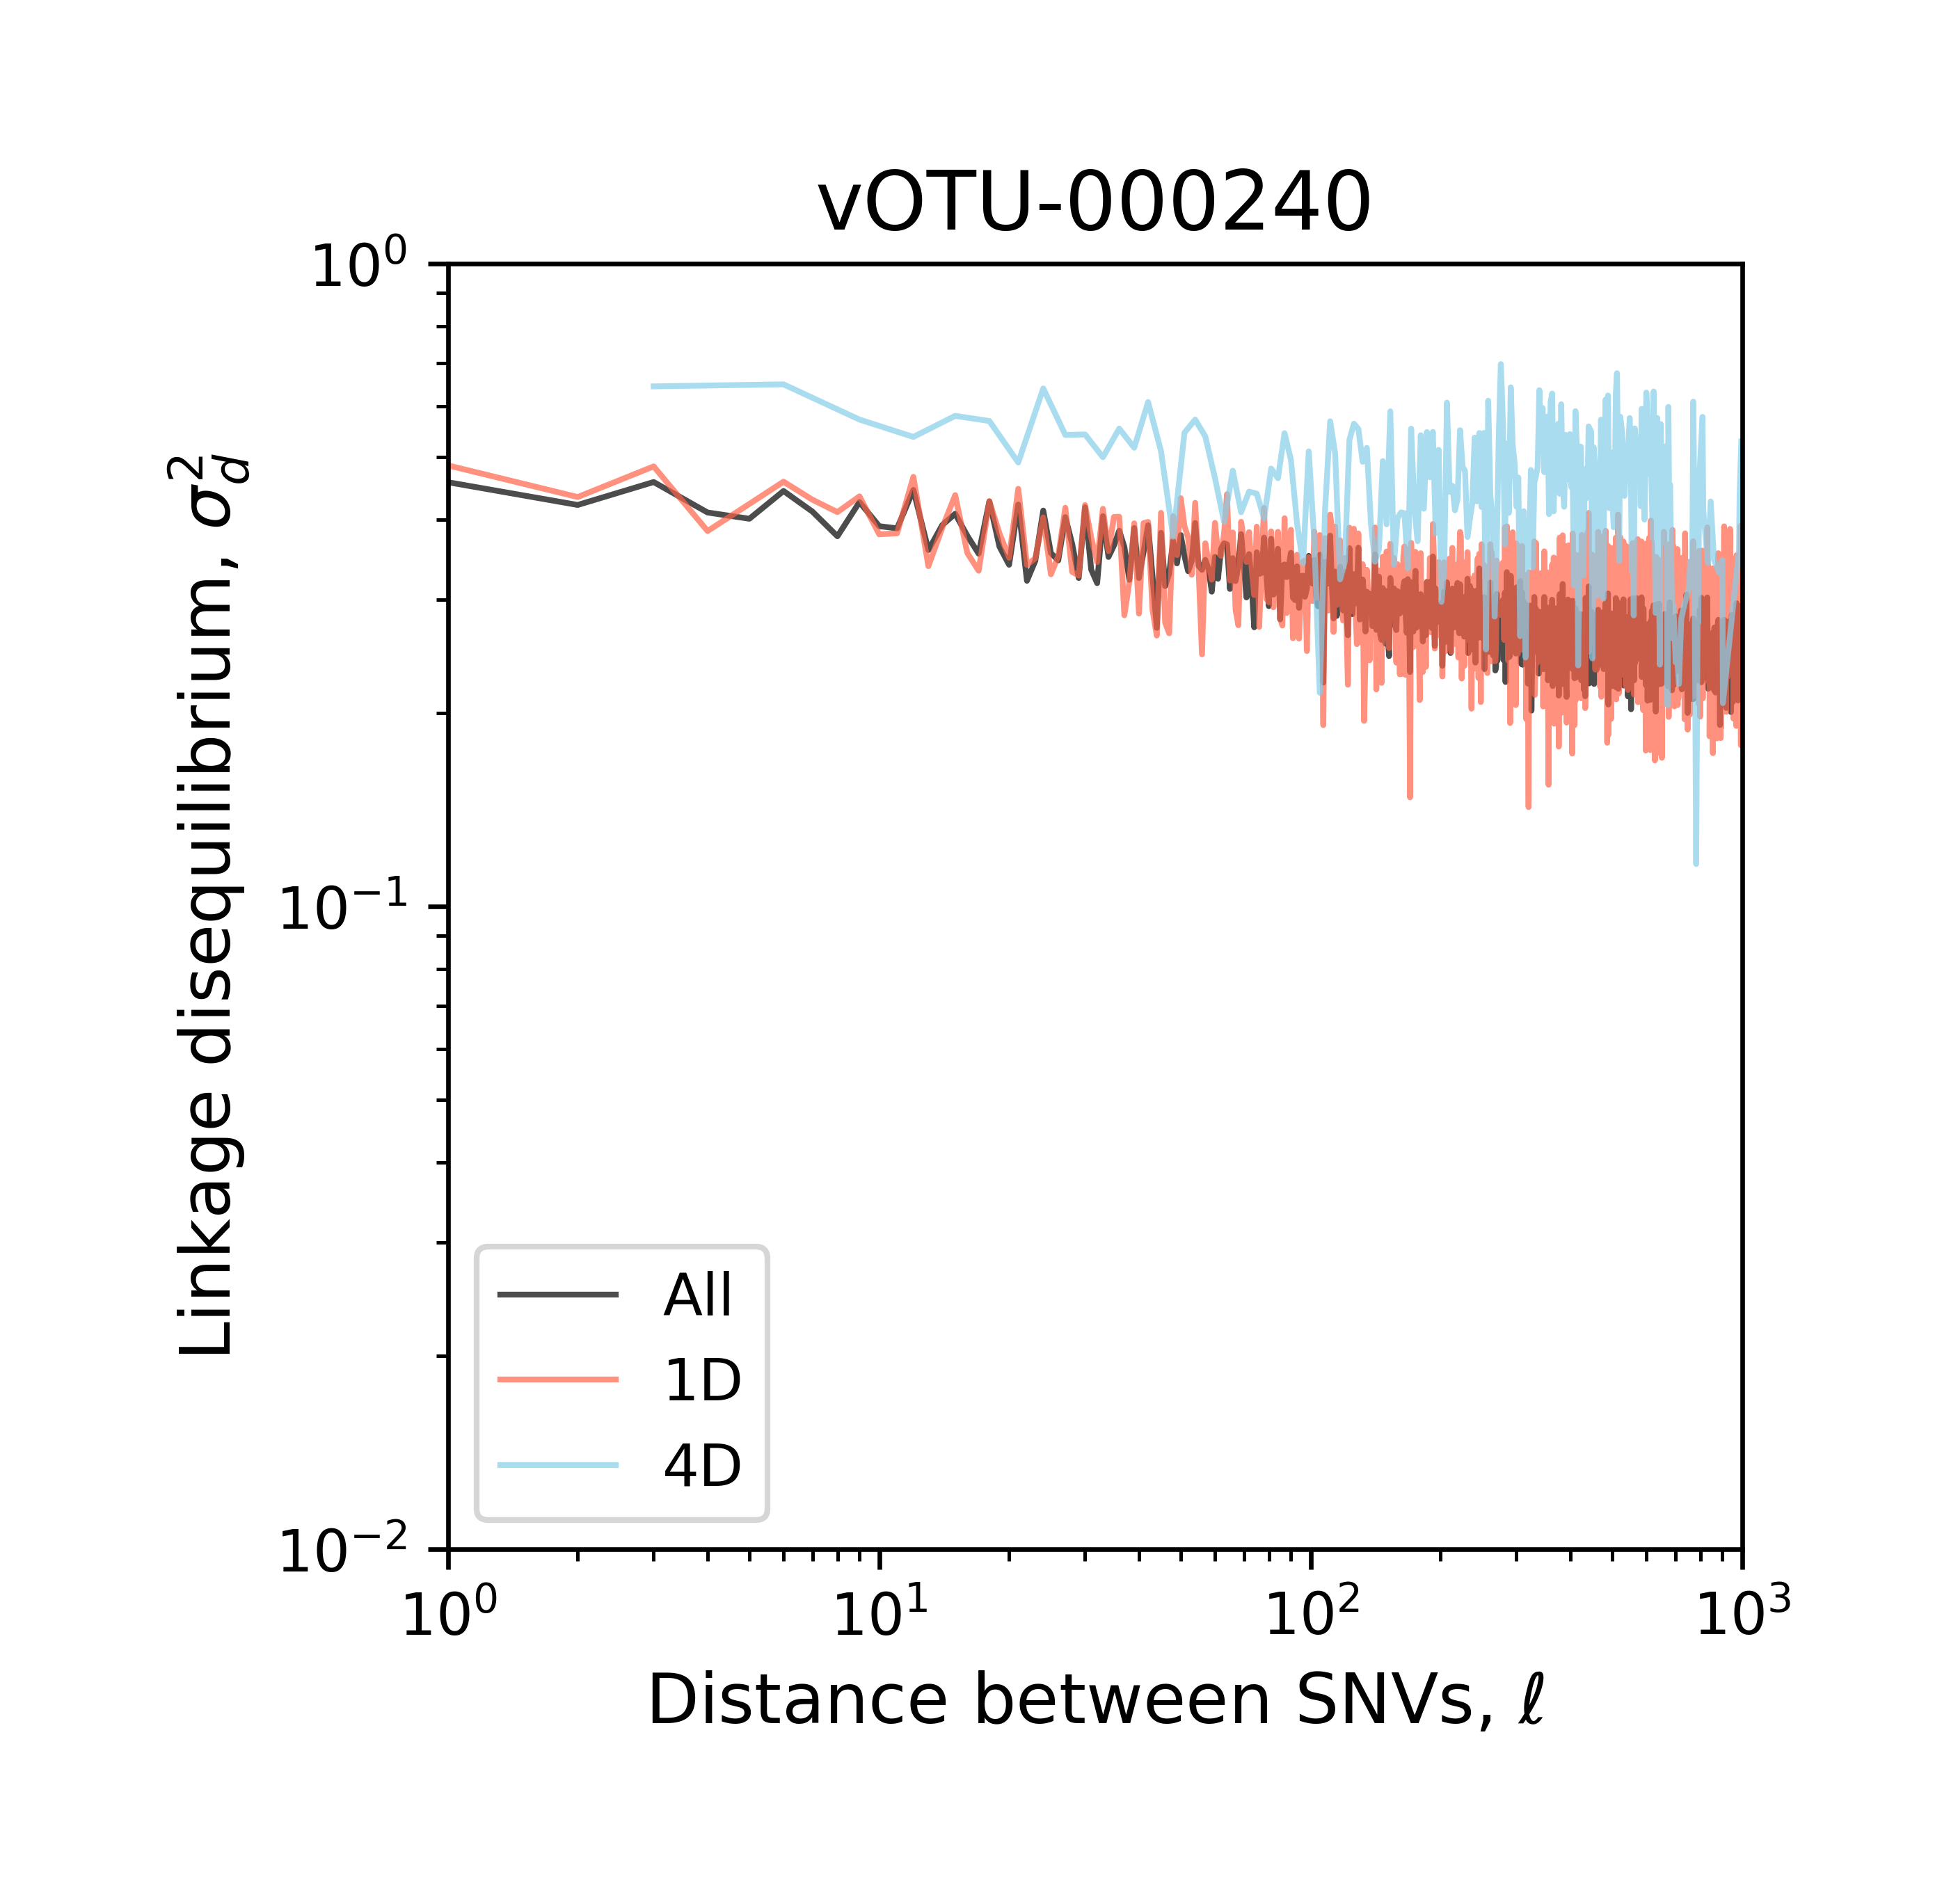 vOTU-000240
10⁰
10⁻¹
10⁻²
Linkage disequilibrium, σ²_d
All
1D
4D
10⁰ 10¹ 10² 10³
Distance between SNVs, ℓ